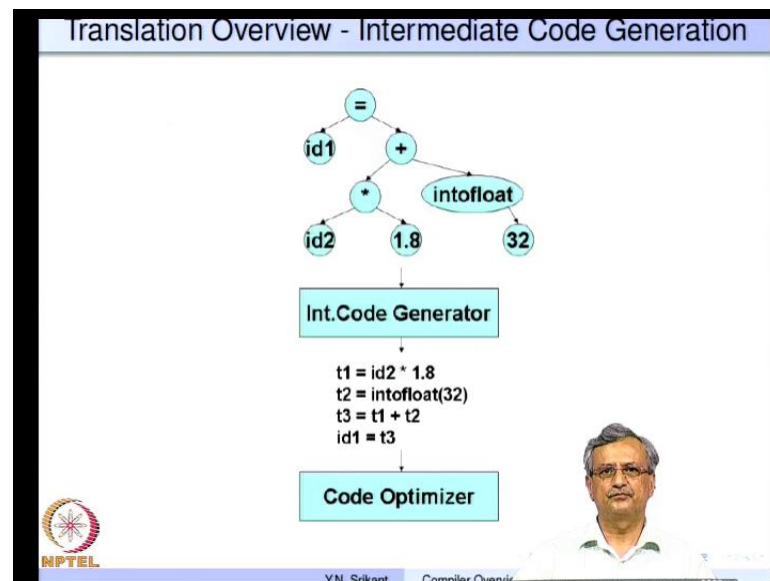 Translation Overview - Intermediate Code Generation
=
id1
+
*
intofloat
id2
1.8
32
Int.Code Generator
t1 = id2 * 1.8
t2 = intofloat(32)
t3 = t1 + t2
id1 = t3
Code Optimizer
NPTEL
Y.N. Srikant
Compiler